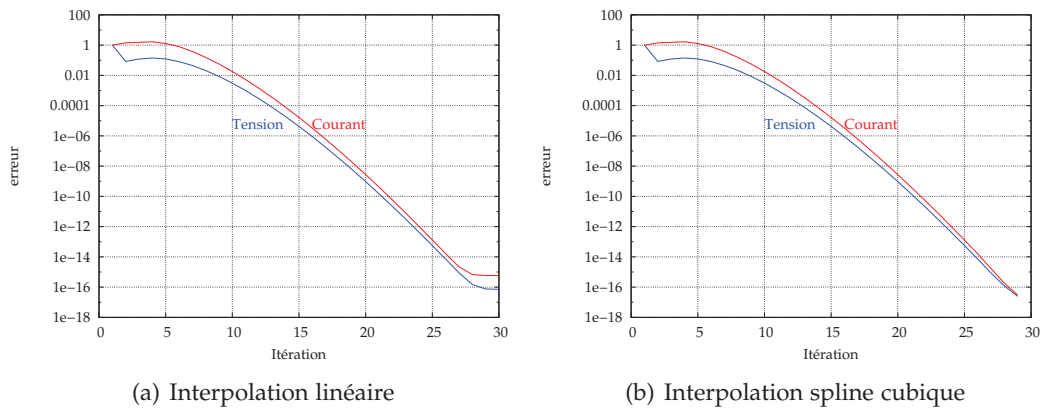 100
1
0.01
0.0001
1e−06
1e−08
1e−10
1e−12
1e−14
1e−16
1e−18
erreur
Tension
Courant
0
5
10
15
20
25
30
Itération
(a) Interpolation linéaire
100
1
0.01
0.0001
1e−06
1e−08
1e−10
1e−12
1e−14
1e−16
1e−18
erreur
Tension
Courant
0
5
10
15
20
25
30
Itération
(b) Interpolation spline cubique